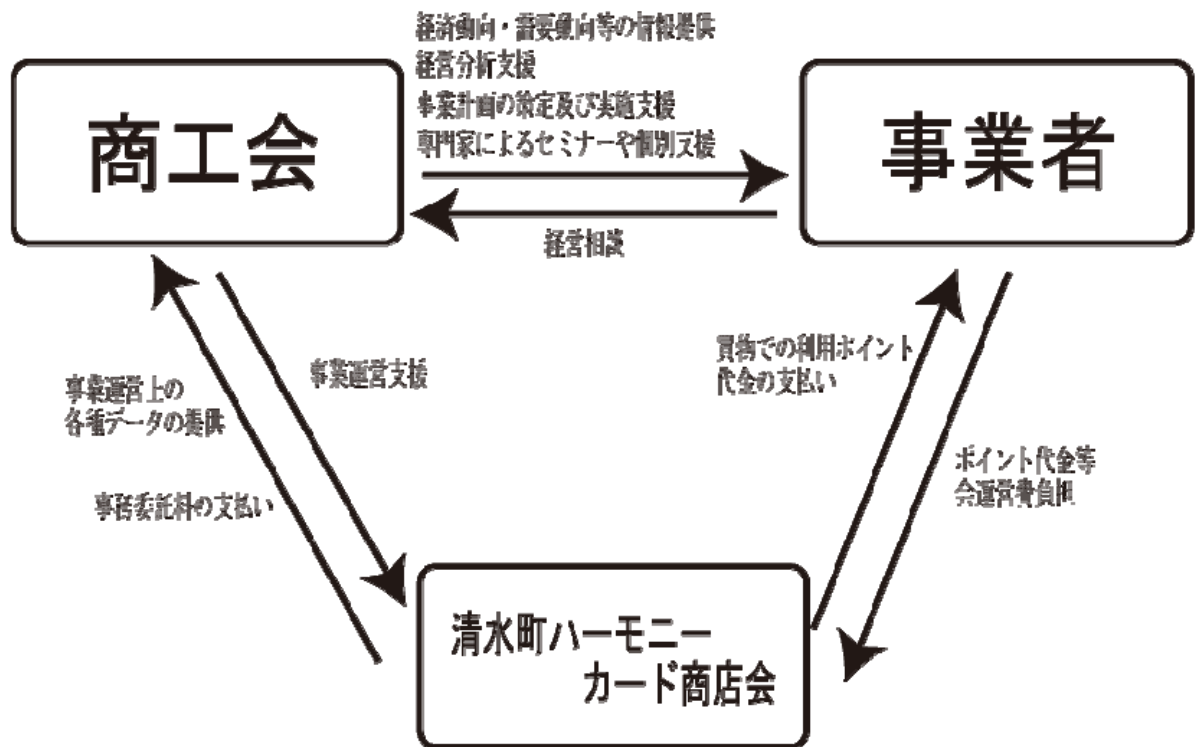 経済動向・需要動向等の情報提供
経営分析支援
事業計画の策定及び実施支援
専門家によるセミナーや個別支援
商工会
事業者
経営相談
事業運営支援
事業運営上の
各種データの提供
事務委託料の支払い
買物での利用ポイント
代金の支払い
ポイント代金等
会運営費負担
清水町ハーモニー
カード商店会